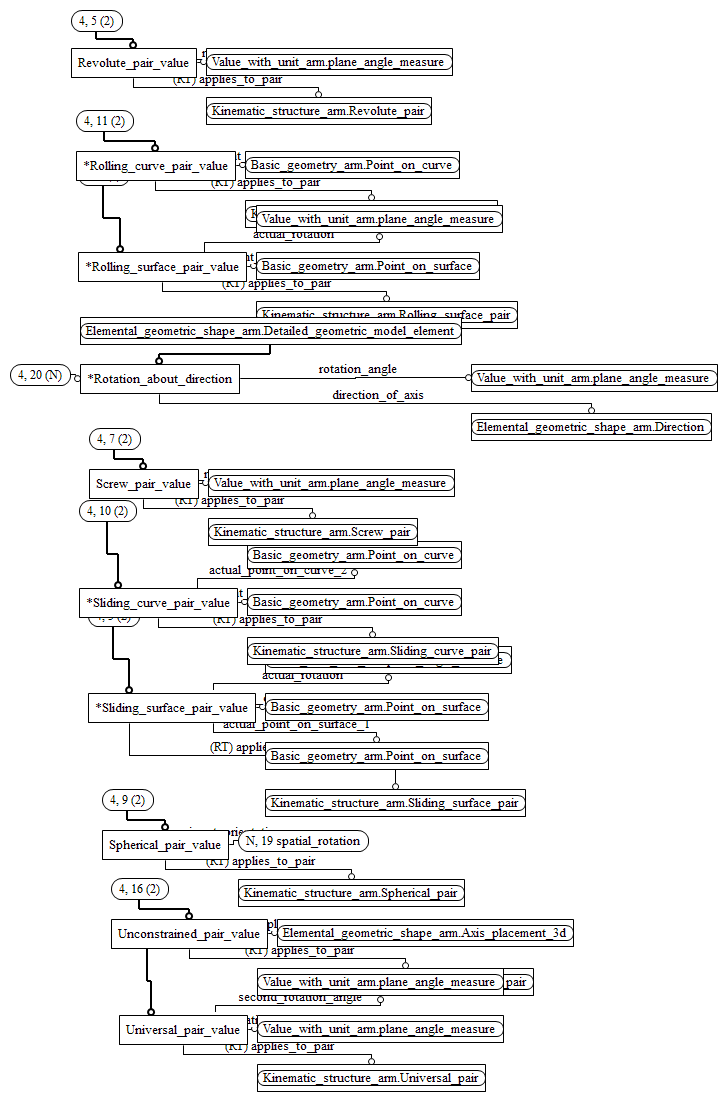 4, 5 (2)
Revolute_pair_value
Value_with_unit_arm.plane_angle_measure
(RT) applies_to_pair
Kinematic_structure_arm.Revolute_pair
4, 11 (2)
*Rolling_curve_pair_value
Basic_geometry_arm.Point_on_curve
(RT) applies_to_pair
Value_with_unit_arm.plane_angle_measure
actual_rotation
*Rolling_surface_pair_value
Basic_geometry_arm.Point_on_surface
(RT) applies_to_pair
Kinematic_structure_arm.Rolling_surface_pair
Elemental_geometric_shape_arm.Detailed_geometric_model_element
4, 20 (N)
*Rotation_about_direction
rotation_angle
Value_with_unit_arm.plane_angle_measure
direction_of_axis
Elemental_geometric_shape_arm.Direction
4, 7 (2)
Screw_pair_value
Value_with_unit_arm.plane_angle_measure
(RT) applies_to_pair
4, 10 (2)
Kinematic_structure_arm.Screw_pair
Basic_geometry_arm.Point_on_curve
actual_point_on_curve_2
*Sliding_curve_pair_value
Basic_geometry_arm.Point_on_curve
(RT) applies_to_pair
Kinematic_structure_arm.Sliding_curve_pair
actual_rotation
*Sliding_surface_pair_value
Basic_geometry_arm.Point_on_surface
actual_point_on_surface_1
(RT) applie
Basic_geometry_arm.Point_on_surface
Kinematic_structure_arm.Sliding_surface_pair
4, 9 (2)
Spherical_pair_value
N, 19 spatial_rotation
(RT) applies_to_pair
Kinematic_structure_arm.Spherical_pair
4, 16 (2)
Unconstrained_pair_value
Elemental_geometric_shape_arm.Axis_placement_3d
(RT) applies_to_pair
Value_with_unit_arm.plane_angle_measure
pair
second_rotation_angle
Universal_pair_value
Value_with_unit_arm.plane_angle_measure
(RT) applies_to_pair
Kinematic_structure_arm.Universal_pair